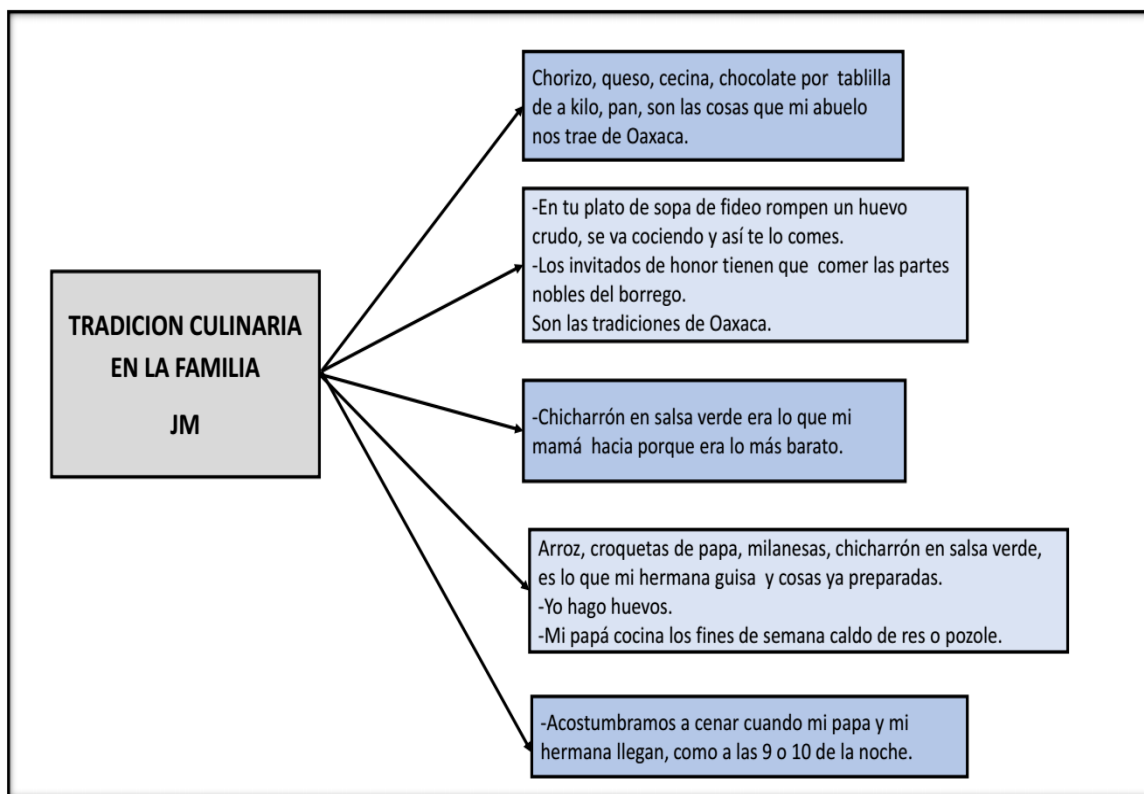 TRADICION CULINARIA
EN LA FAMILIA
JM
Chorizo, queso, cecina, chocolate por tablilla
de a kilo, pan, son las cosas que mi abuelo
nos trae de Oaxaca.
-En tu plato de sopa de fideo rompen un huevo
crudo, se va cociendo y así te lo comes.
-Los invitados de honor tienen que comer las partes
nobles del borrego.
Son las tradiciones de Oaxaca.
-Chicharrón en salsa verde era lo que mi
mamá hacia porque era lo más barato.
Arroz, croquetas de papa, milanesas, chicharrón en salsa verde,
es lo que mi hermana guisa y cosas ya preparadas.
-Yo hago huevos.
-Mi papá cocina los fines de semana caldo de res o pozole.
-Acostumbramos a cenar cuando mi papa y mi
hermana llegan, como a las 9 o 10 de la noche.